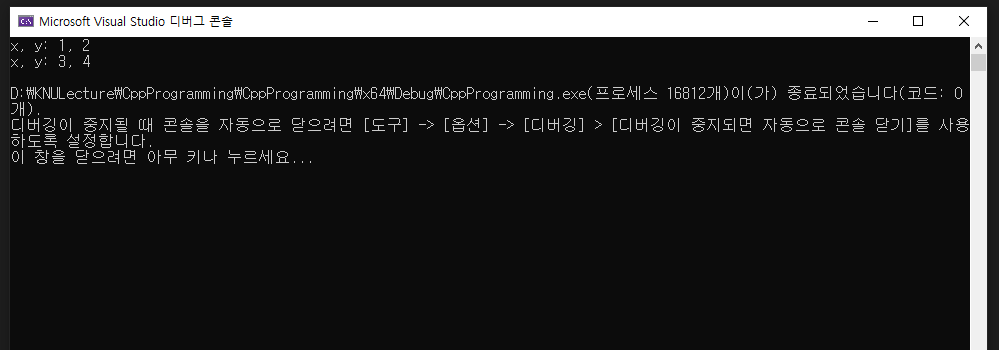 Microsoft Visual Studio 디버그 콘솔
x, y: 1, 2
x, y: 3, 4
D:₩KNULecture₩CppProgramming₩CppProgramming₩x64₩Debug₩CppProgramming.exe(프로세스 16812개)이(가) 종료되었습니다(코드: 0
개).
디버깅이 중지될 때 콘솔을 자동으로 닫으려면 [도구] -> [옵션] -> [디버깅] > [디버깅이 중지되면 자동으로 콘솔 닫기]를 사용
하도록 설정합니다.
이 창을 닫으려면 아무 키나 누르세요...